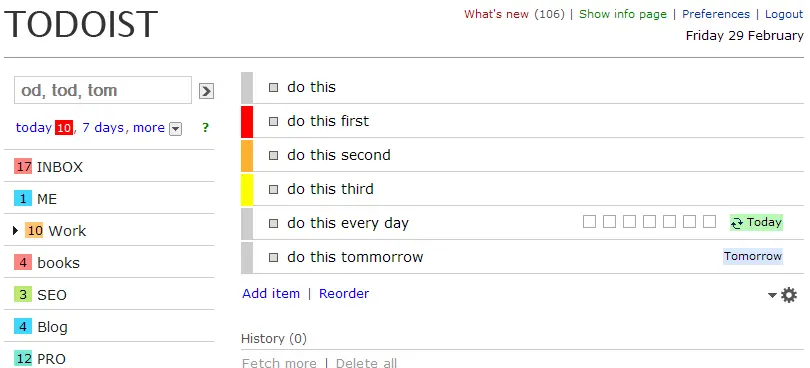 TODOIST
What's new (106) | Show info page | Preferences | Logout
Friday 29 February
od, tod, tom
today 10, 7 days, more ?
17 INBOX
1 ME
10 Work
4 books
3 SEO
4 Blog
12 PRO
do this
do this first
do this second
do this third
do this every day Today
do this tommorrow Tomorrow
Add item | Reorder
History (0)
Fetch more | Delete all